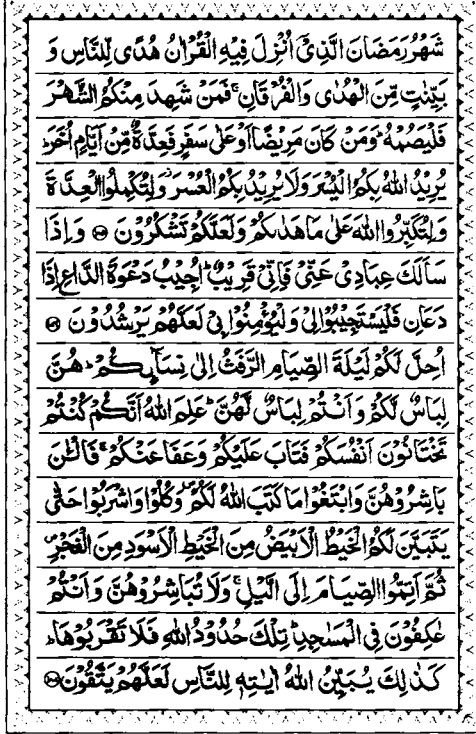 شَهْرُ رَمَضَانَ الَّذِیْۤ اُنْزِلَ فِیْهِ الْقُرْاٰنُ هُدًی لِّلنَّاسِ وَ
بَیِّنٰتٍ مِّنَ الْهُدٰی وَالْفُرْقَانِ ۚ فَمَنْ شَهِدَ مِنْكُمُ الشَّهْرَ
فَلْیَصُمْهُ ؕ وَمَنْ كَانَ مَرِیْضًا اَوْ عَلٰی سَفَرٍ فَعِدَّةٌ مِّنْ اَیَّامٍ اُخَرَ ؕ
یُرِیْدُ اللّٰهُ بِكُمُ الْیُسْرَ وَلَا یُرِیْدُ بِكُمُ الْعُسْرَ ؗ وَلِتُكْمِلُوا الْعِدَّةَ
وَلِتُكَبِّرُوا اللّٰهَ عَلٰی مَا هَدٰىكُمْ وَلَعَلَّكُمْ تَشْكُرُوْنَ ۝ وَاِذَا
سَاَلَكَ عِبَادِیْ عَنِّیْ فَاِنِّیْ قَرِیْبٌ ؕ اُجِیْبُ دَعْوَةَ الدَّاعِ اِذَا
دَعَانِ فَلْیَسْتَجِیْبُوْا لِیْ وَلْیُؤْمِنُوْا بِیْ لَعَلَّهُمْ یَرْشُدُوْنَ ۝
اُحِلَّ لَكُمْ لَیْلَةَ الصِّیَامِ الرَّفَثُ اِلٰی نِسَآىِٕكُمْ ؕ هُنَّ
لِبَاسٌ لَّكُمْ وَاَنْتُمْ لِبَاسٌ لَّهُنَّ ؕ عَلِمَ اللّٰهُ اَنَّكُمْ كُنْتُمْ
تَخْتَانُوْنَ اَنْفُسَكُمْ فَتَابَ عَلَیْكُمْ وَعَفَا عَنْكُمْ ۚ فَالْـٰٔنَ
بَاشِرُوْهُنَّ وَابْتَغُوْا مَا كَتَبَ اللّٰهُ لَكُمْ ۪ وَكُلُوْا وَاشْرَبُوْا حَتّٰی
یَتَبَیَّنَ لَكُمُ الْخَیْطُ الْاَبْیَضُ مِنَ الْخَیْطِ الْاَسْوَدِ مِنَ الْفَجْرِ ۪
ثُمَّ اَتِمُّوا الصِّیَامَ اِلَی الَّیْلِ ۚ وَلَا تُبَاشِرُوْهُنَّ وَاَنْتُمْ
عٰكِفُوْنَ فِی الْمَسٰجِدِ ؕ تِلْكَ حُدُوْدُ اللّٰهِ فَلَا تَقْرَبُوْهَا ؕ
كَذٰلِكَ یُبَیِّنُ اللّٰهُ اٰیٰتِهٖ لِلنَّاسِ لَعَلَّهُمْ یَتَّقُوْنَ ۝